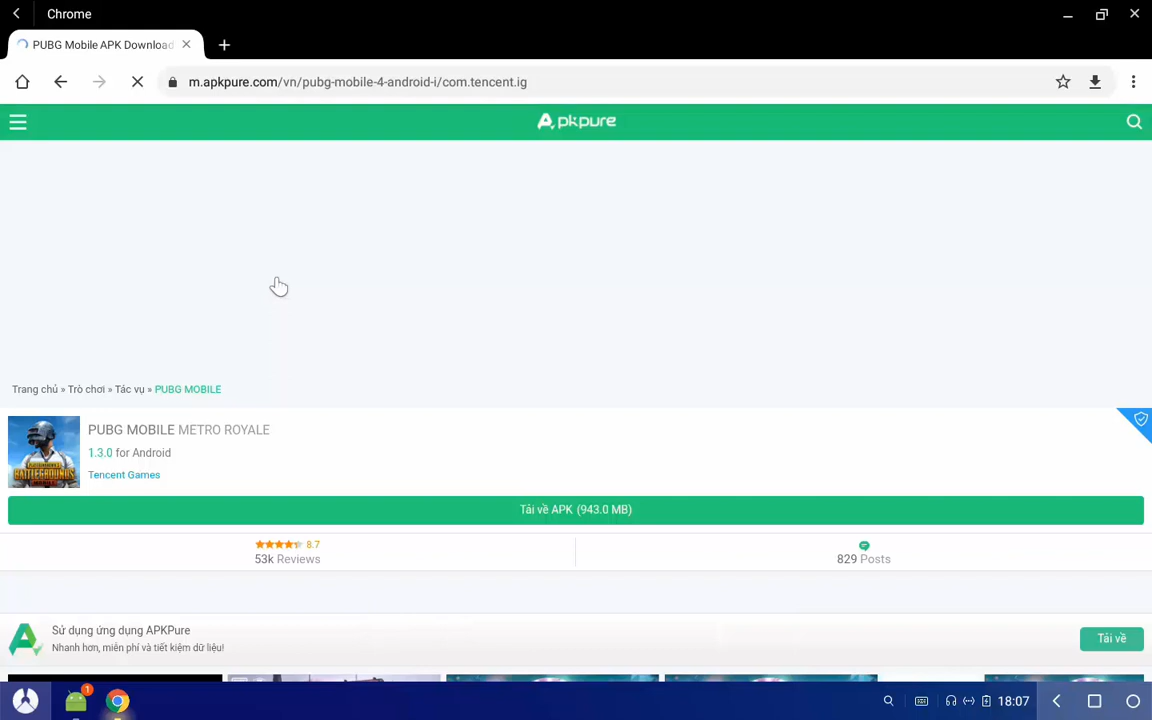 Chrome
PUBG Mobile APK Download
m.apkpure.com/vn/pubg-mobile-4-android-i/com.tencent.ig
Apkpure
Trang chủ » Trò chơi » Tác vụ » PUBG MOBILE
PUBG MOBILE METRO ROYALE
1.3.0 for Android
Tencent Games
Tải về APK (943.0 MB)
8.7
53k Reviews
829 Posts
Sử dụng ứng dụng APKPure
Nhanh hơn, miễn phí và tiết kiệm dữ liệu!
Tải về
1
18:07